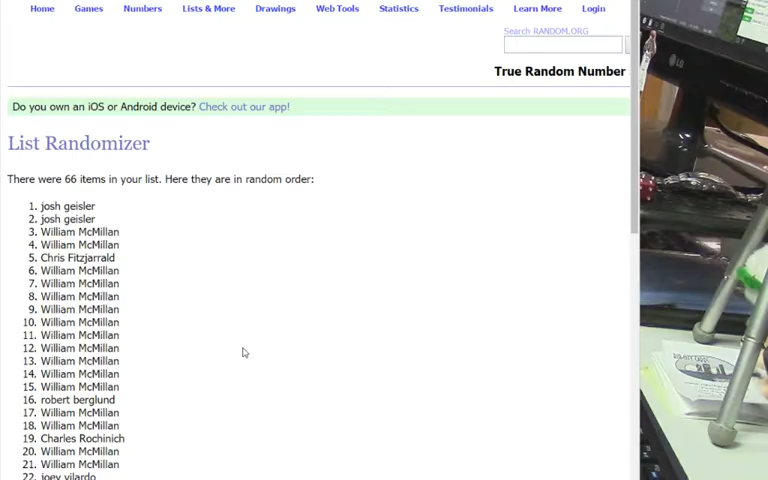 Home Games Numbers Lists & More Drawings Web Tools Statistics Testimonials Learn More Login
Search RANDOM.ORG
True Random Number
Do you own an iOS or Android device? Check out our app!
List Randomizer
There were 66 items in your list. Here they are in random order:
1. josh geisler
2. josh geisler
3. William McMillan
4. William McMillan
5. Chris Fitzjarrald
6. William McMillan
7. William McMillan
8. William McMillan
9. William McMillan
10. William McMillan
11. William McMillan
12. William McMillan
13. William McMillan
14. William McMillan
15. William McMillan
16. robert berglund
17. William McMillan
18. William McMillan
19. Charles Rochinich
20. William McMillan
21. William McMillan
22. joey vilardo
LG